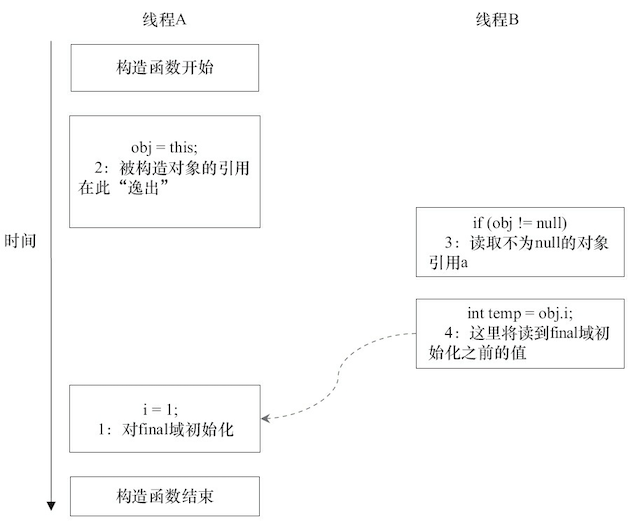 线程A
线程B
构造函数开始
obj = this;
2：被构造对象的引用
在此“逸出”
if (obj != null)
3：读取不为null的对象
引用a
时间
int temp = obj.i;
4：这里将读到final域初
始化之前的值
i = 1;
1：对final域初始化
构造函数结束